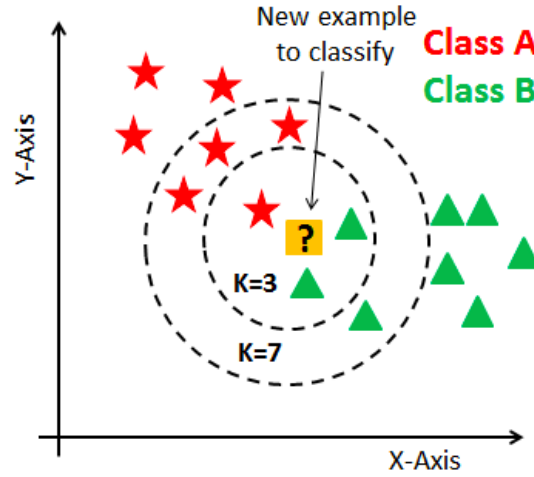 New example
to classify
Class A
Class B
Y-Axis
?
K=3
K=7
X-Axis